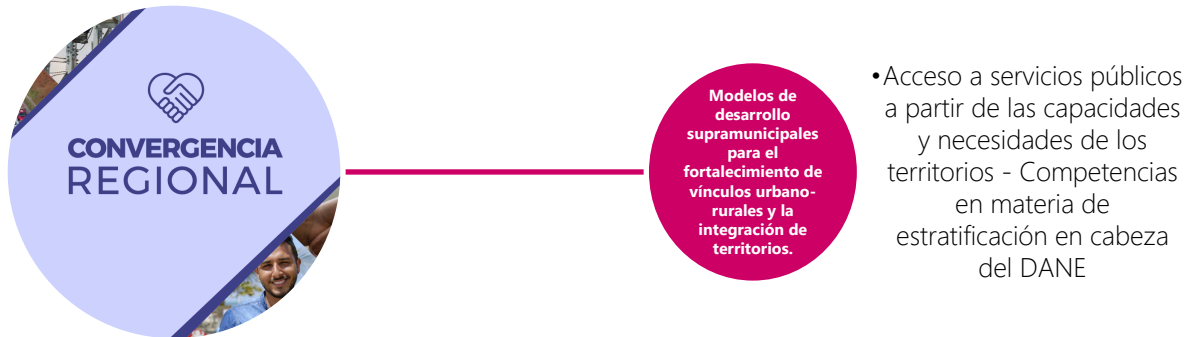 CONVERGENCIA
REGIONAL
Modelos de
desarrollo
supramunicipales
para el
fortalecimiento de
vínculos urbano-
rurales y la
integración de
territorios.
•Acceso a servicios públicos
a partir de las capacidades
y necesidades de los
territorios - Competencias
en materia de
estratificación en cabeza
del DANE